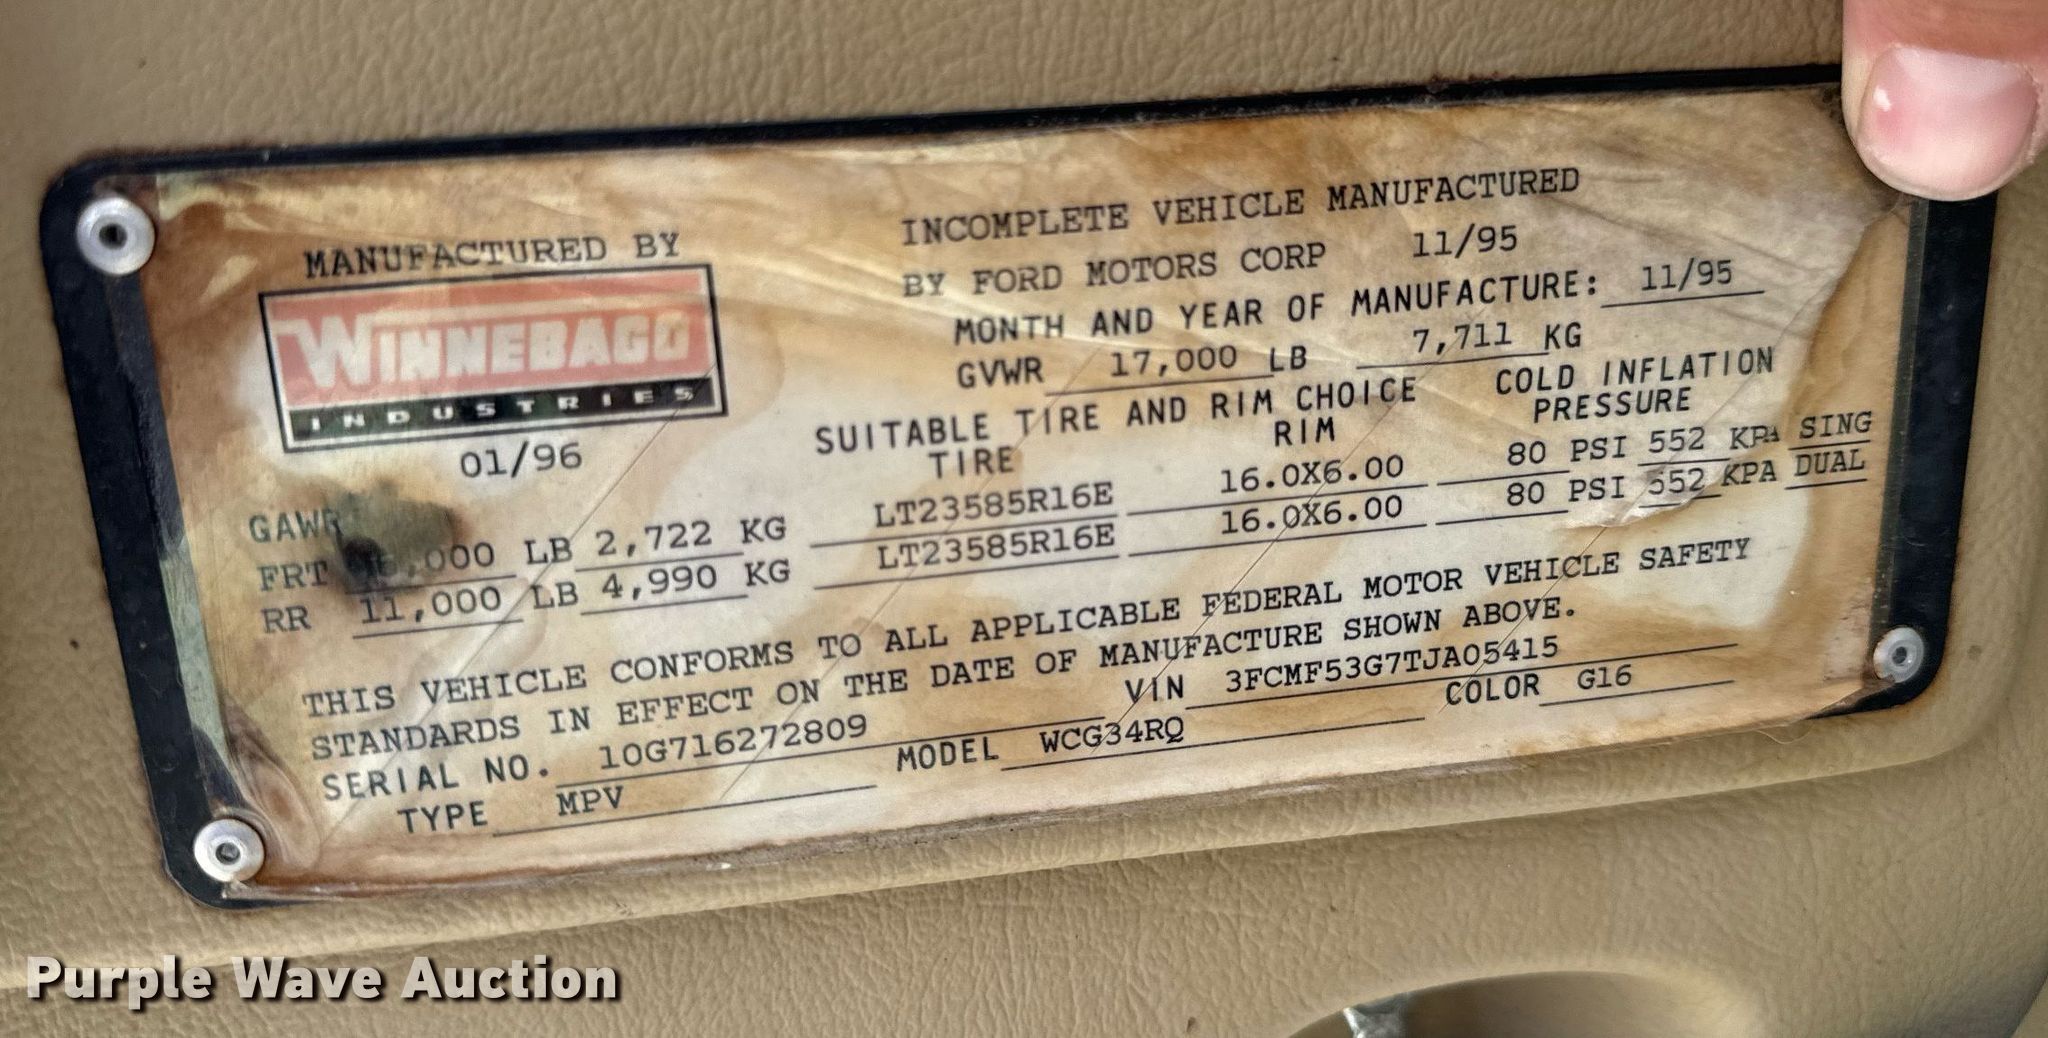 MANUFACTURED BY
WINNEBAGO
INDUSTRIES
01/96
INCOMPLETE VEHICLE MANUFACTURED
BY FORD MOTORS CORP 11/95
MONTH AND YEAR OF MANUFACTURE: 11/95
GVWR 17,000 LB 7,711 KG
SUITABLE TIRE AND RIM CHOICE
TIRE RIM
COLD INFLATION
PRESSURE
GAWR
FRT 6,000 LB 2,722 KG LT23585R16E 16.0X6.00 80 PSI 552 KPA SING
RR 11,000 LB 4,990 KG LT23585R16E 16.0X6.00 80 PSI 552 KPA DUAL
THIS VEHICLE CONFORMS TO ALL APPLICABLE FEDERAL MOTOR VEHICLE SAFETY
STANDARDS IN EFFECT ON THE DATE OF MANUFACTURE SHOWN ABOVE.
SERIAL NO. 10G716272809 VIN 3FCMF53G7TJA05415
TYPE MPV MODEL WCG34RQ COLOR G16
Purple Wave Auction